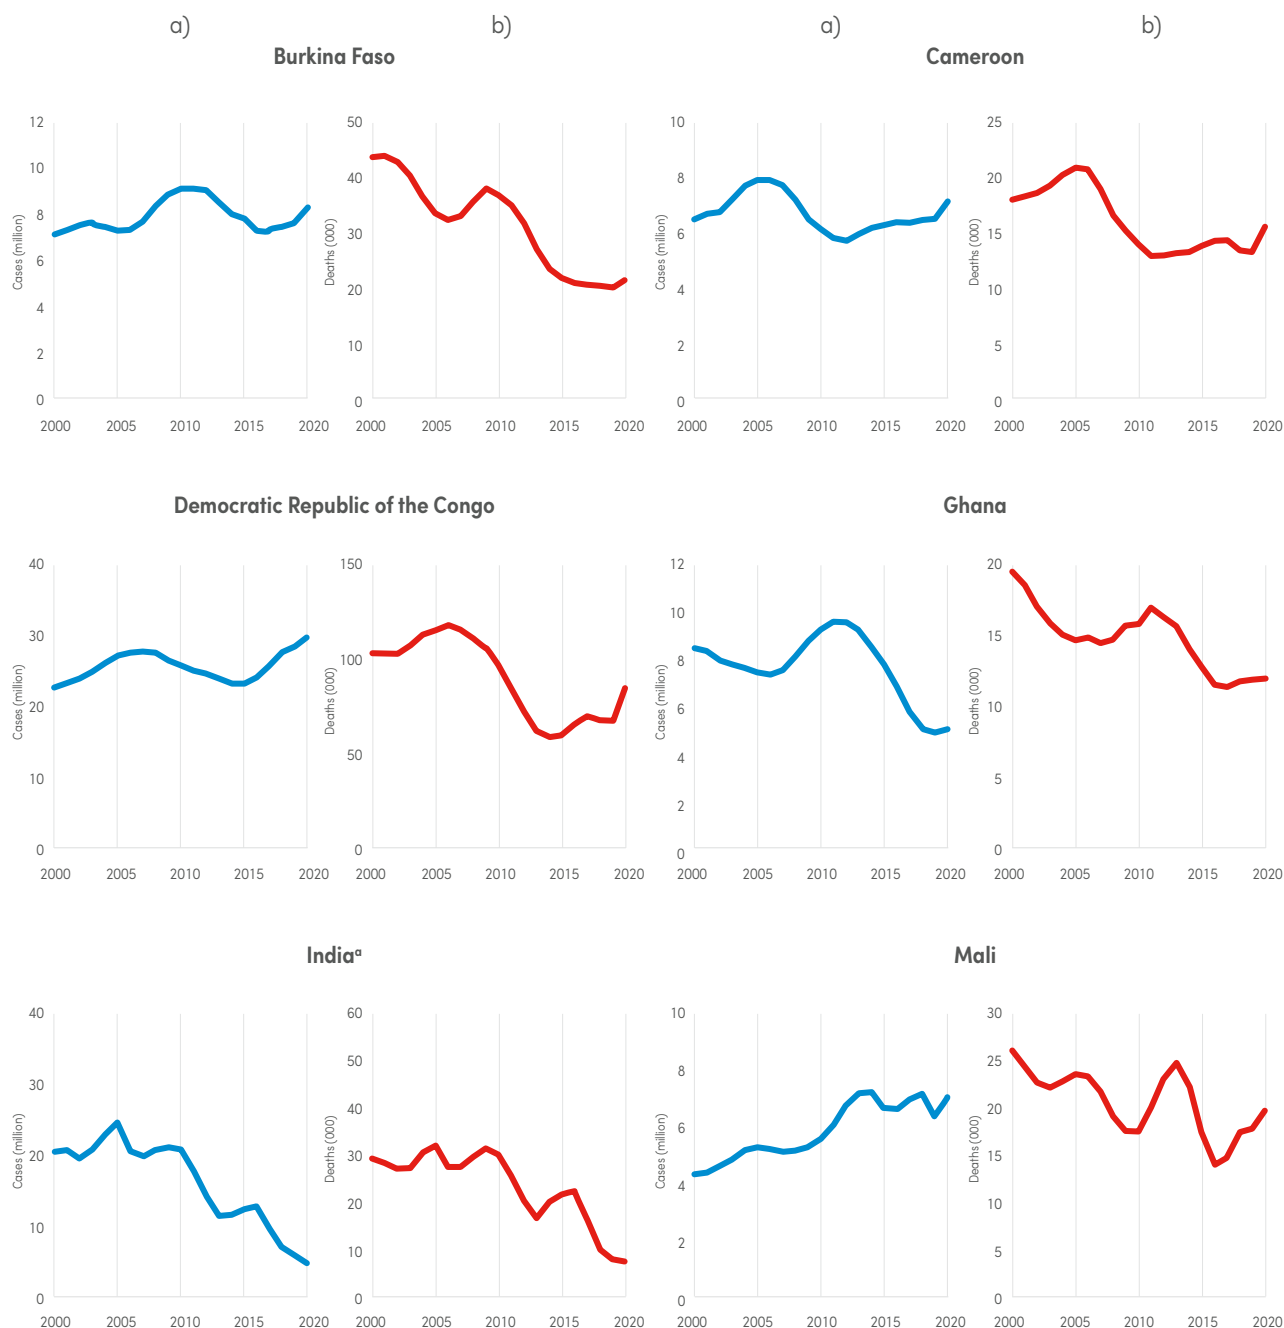 a) b) a) b)
Burkina Faso Cameroon
12 50 10 25
10 40 8 20
8 30 6 15
6 20 4 10
4 10 2 5
2 0 0 0
0
Cases (million) Deaths (000) Cases (million) Deaths (000)
2000 2005 2010 2015 2020 2000 2005 2010 2015 2020 2000 2005 2010 2015 2020 2000 2005 2010 2015 2020
Democratic Republic of the Congo Ghana
40 150 12 20
30 100 10 15
20 50 8 10
10 0 6 5
0 4 0
2
0
Cases (million) Deaths (000) Cases (million) Deaths (000)
2000 2005 2010 2015 2020 2000 2005 2010 2015 2020 2000 2005 2010 2015 2020 2000 2005 2010 2015 2020
Indiaᵃ Mali
40 60 10 30
30 50 8 25
20 40 6 20
10 30 4 15
0 20 2 10
10 0 5
0 0
Cases (million) Deaths (000) Cases (million) Deaths (000)
2000 2005 2010 2015 2020 2000 2005 2010 2015 2020 2000 2005 2010 2015 2020 2000 2005 2010 2015 2020